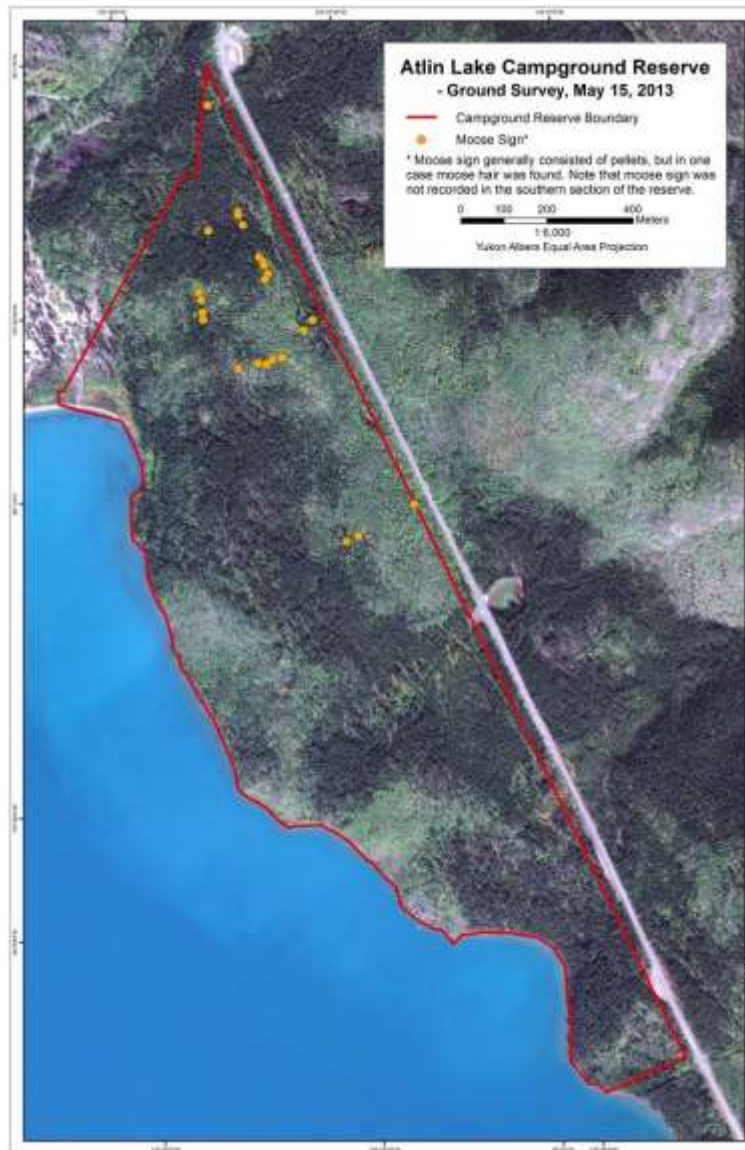 Atlin Lake Campground Reserve
- Ground Survey, May 15, 2013
Campground Reserve Boundary
Moose Sign*
* Moose sign generally consisted of pellets, but in one
case moose hair was found. Note that moose sign was
not recorded in the southern section of the reserve.
0 100 200 400
Meters
1:6,000
Yukon Albers Equal Area Projection